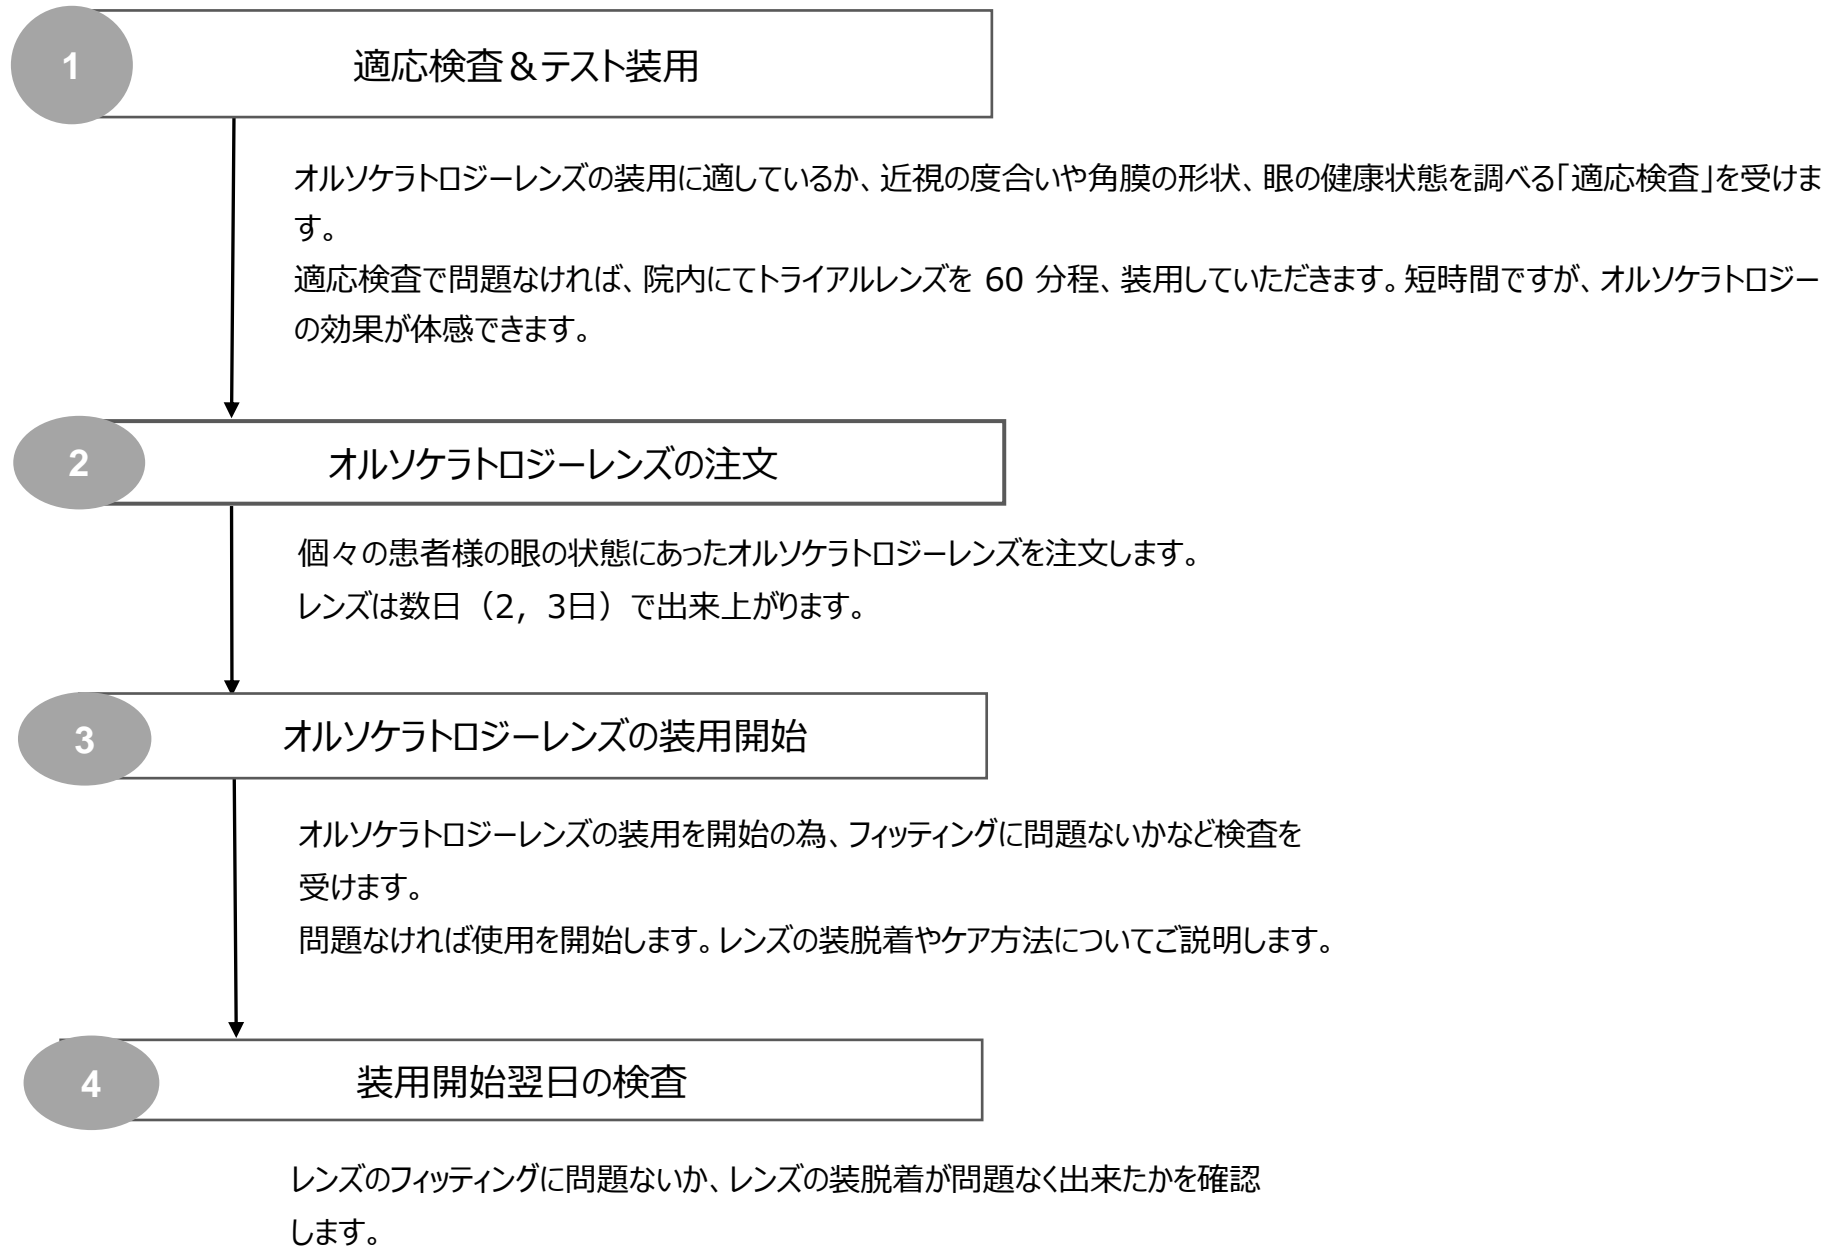 1
適応検査＆テスト装用
オルソケラトロジーレンズの装用に適しているか、近視の度合いや角膜の形状、眼の健康状態を調べる「適応検査」を受けま
す。
適応検査で問題なければ、院内にてトライアルレンズを 60 分程、装用していただきます。短時間ですが、オルソケラトロジー
の効果が体感できます。
2
オルソケラトロジーレンズの注文
個々の患者様の眼の状態にあったオルソケラトロジーレンズを注文します。
レンズは数日（2，3日）で出来上がります。
3
オルソケラトロジーレンズの装用開始
オルソケラトロジーレンズの装用を開始の為、フィッティングに問題ないかなど検査を
受けます。
問題なければ使用を開始します。レンズの装脱着やケア方法についてご説明します。
4
装用開始翌日の検査
レンズのフィッティングに問題ないか、レンズの装脱着が問題なく出来たかを確認
します。